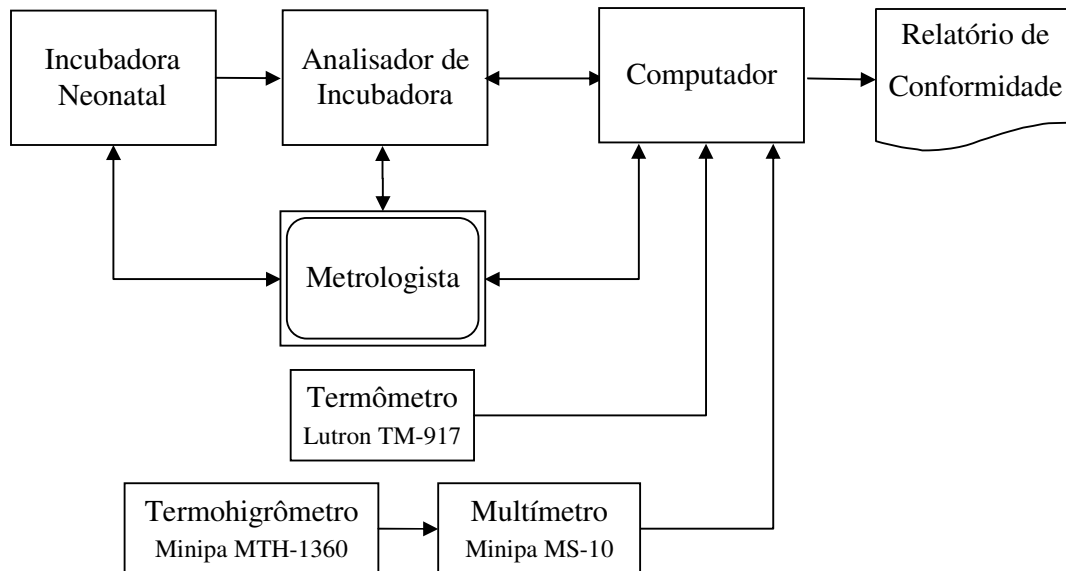 Incubadora
Neonatal
Analisador de
Incubadora
Computador
Relatório de
Conformidade
Metrologista
Termômetro
Lutron TM-917
Termohigrômetro
Minipa MTH-1360
Multímetro
Minipa MS-10